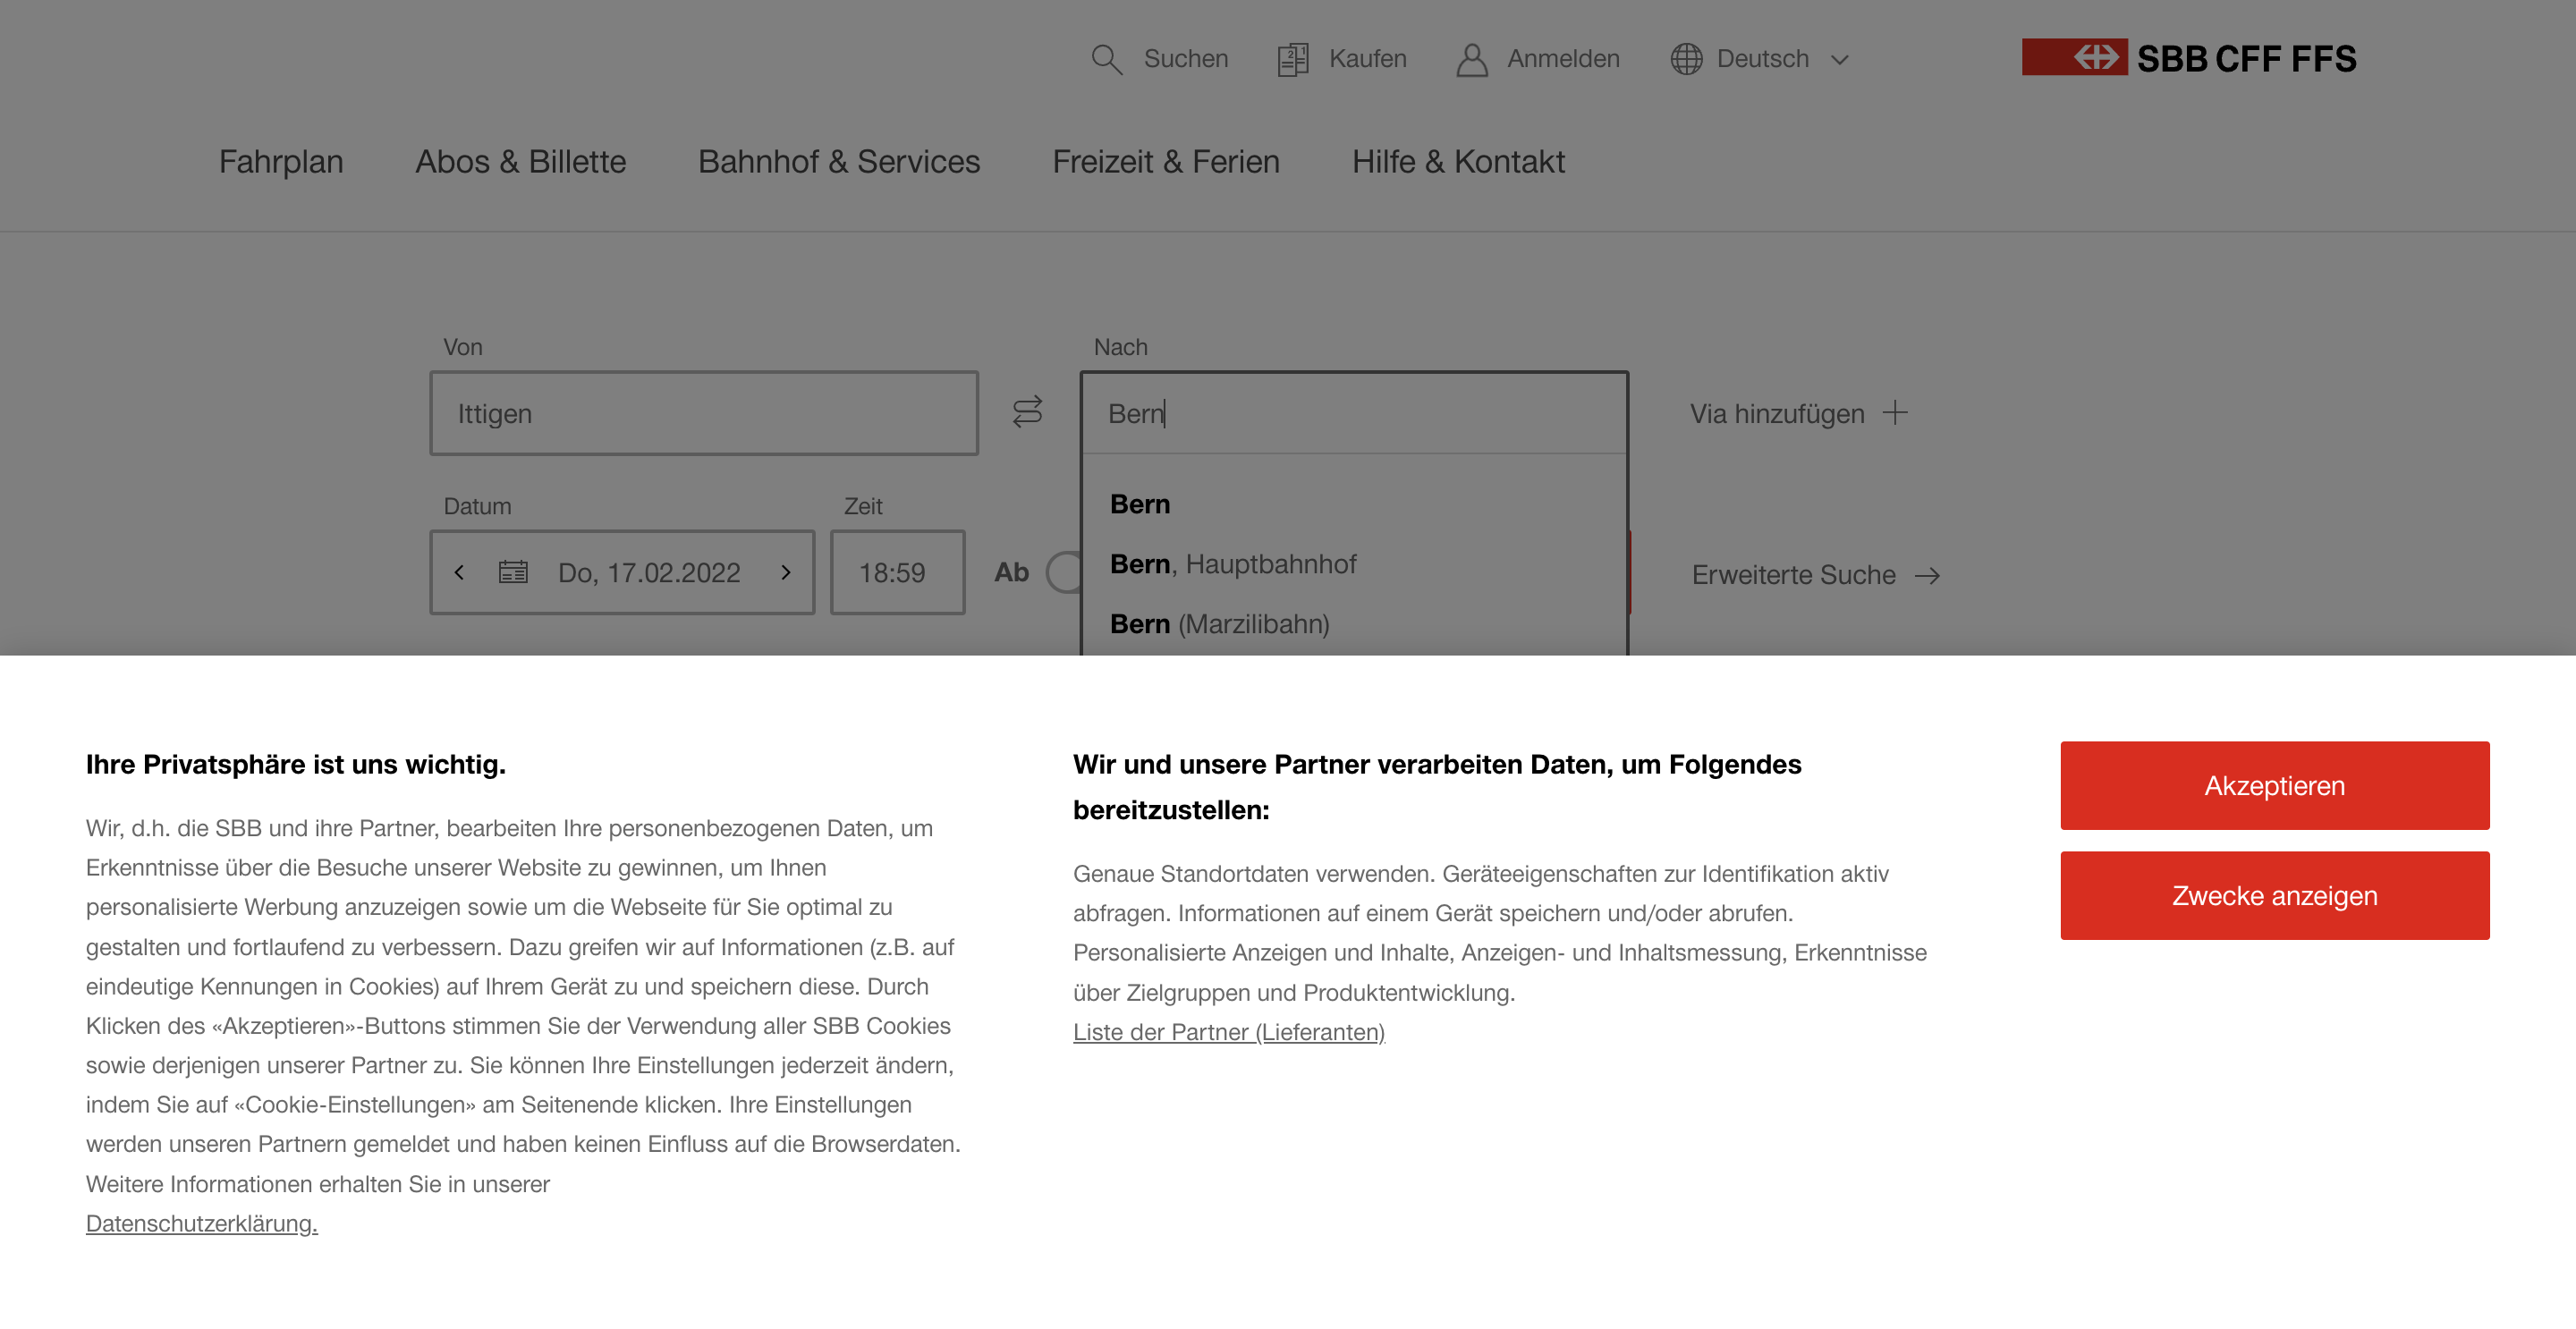 Suchen
Kaufen
Anmelden
Deutsch
SBB CFF FFS
Fahrplan
Abos & Billette
Bahnhof & Services
Freizeit & Ferien
Hilfe & Kontakt
Von
Nach
Ittigen
Bern
Via hinzufügen
Datum
Zeit
Bern
Do, 17.02.2022
18:59
Ab
Bern, Hauptbahnhof
Erweiterte Suche
Bern (Marzilibahn)
Ihre Privatsphäre ist uns wichtig.
Wir, d.h. die SBB und ihre Partner, bearbeiten Ihre personenbezogenen Daten, um
Erkenntnisse über die Besuche unserer Website zu gewinnen, um Ihnen
personalisierte Werbung anzuzeigen sowie um die Webseite für Sie optimal zu
gestalten und fortlaufend zu verbessern. Dazu greifen wir auf Informationen (z.B. auf
eindeutige Kennungen in Cookies) auf Ihrem Gerät zu und speichern diese. Durch
Klicken des «Akzeptieren»-Buttons stimmen Sie der Verwendung aller SBB Cookies
sowie derjenigen unserer Partner zu. Sie können Ihre Einstellungen jederzeit ändern,
indem Sie auf «Cookie-Einstellungen» am Seitenende klicken. Ihre Einstellungen
werden unseren Partnern gemeldet und haben keinen Einfluss auf die Browserdaten.
Weitere Informationen erhalten Sie in unserer
Datenschutzerklärung.
Wir und unsere Partner verarbeiten Daten, um Folgendes
bereitzustellen:
Genaue Standortdaten verwenden. Geräteeigenschaften zur Identifikation aktiv
abfragen. Informationen auf einem Gerät speichern und/oder abrufen.
Personalisierte Anzeigen und Inhalte, Anzeigen- und Inhaltsmessung, Erkenntnisse
über Zielgruppen und Produktentwicklung.
Liste der Partner (Lieferanten)
Akzeptieren
Zwecke anzeigen